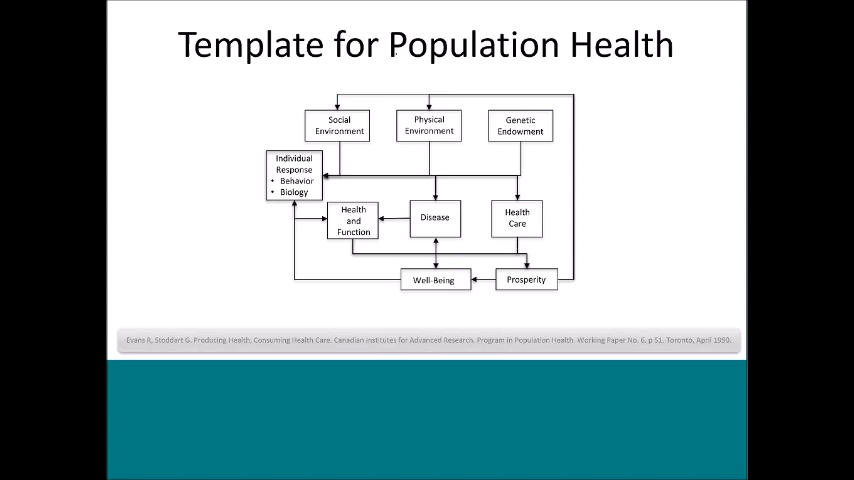 Template for Population Health
Social
Environment
Physical
Environment
Genetic
Endowment
Individual
Response
• Behavior
• Biology
Health
and
Function
Disease
Health
Care
Well-Being
Prosperity
Evans R, Stoddart G. Producing Health, Consuming Health Care. Canadian Institutes for Advanced Research. Program in Population Health. Working Paper No. 6, p 51. Toronto, April 1990.